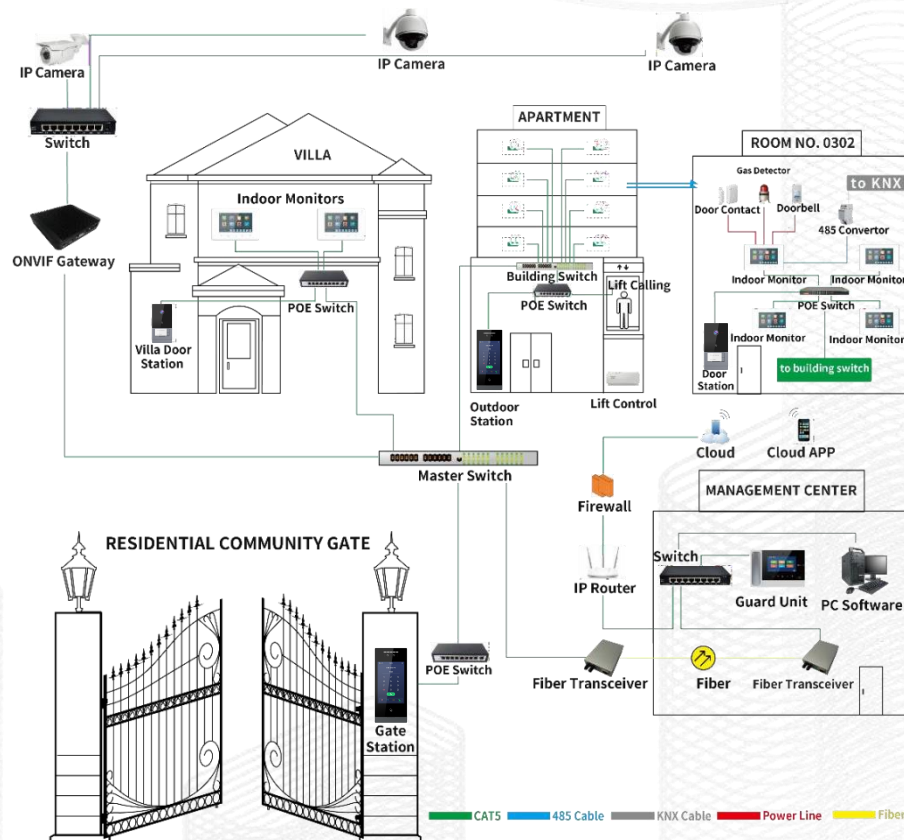 IP Camera
IP Camera
IP Camera
Switch
ONVIF Gateway
VILLA
Indoor Monitors
POE Switch
Villa Door
Station
APARTMENT
Building Switch
POE Switch
Lift Calling
Outdoor
Station
Lift Control
ROOM NO. 0302
Gas Detector
to KNX
Door Contact
Doorbell
485 Convertor
Indoor Monitor
Indoor Monitor
POE Switch
Indoor Monitor
Indoor Monitor
Door
Station
to building switch
Master Switch
Cloud
Cloud APP
Firewall
IP Router
MANAGEMENT CENTER
Switch
Guard Unit
PC Software
Fiber Transceiver
Fiber
Fiber Transceiver
RESIDENTIAL COMMUNITY GATE
POE Switch
Gate
Station
CAT5
485 Cable
KNX Cable
Power Line
Fiber